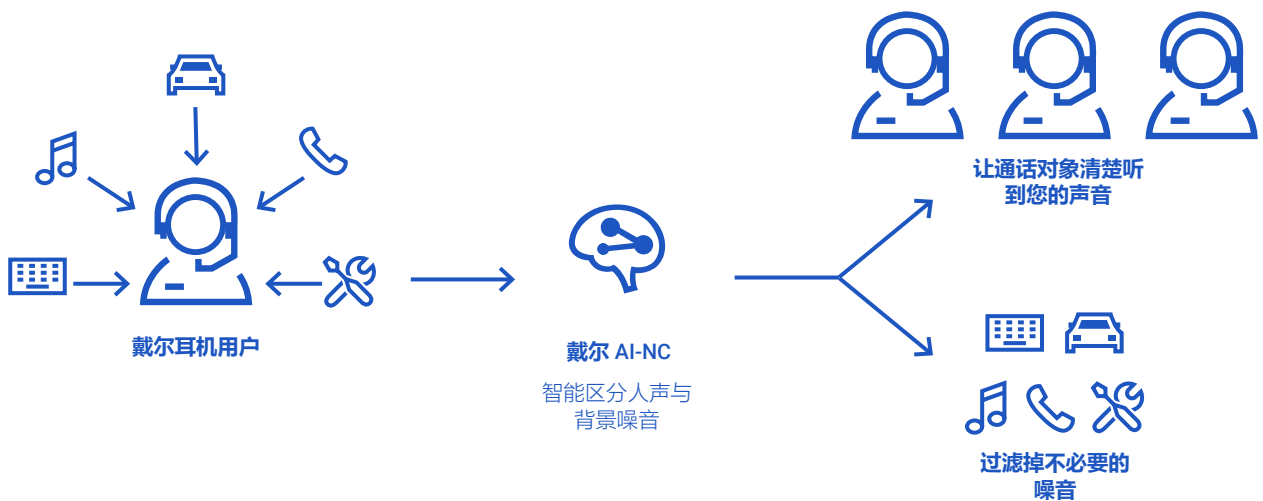 戴尔耳机用户
戴尔 AI-NC
智能区分人声与
背景噪音
让通话对象清楚听
到您的声音
过滤掉不必要的
噪音